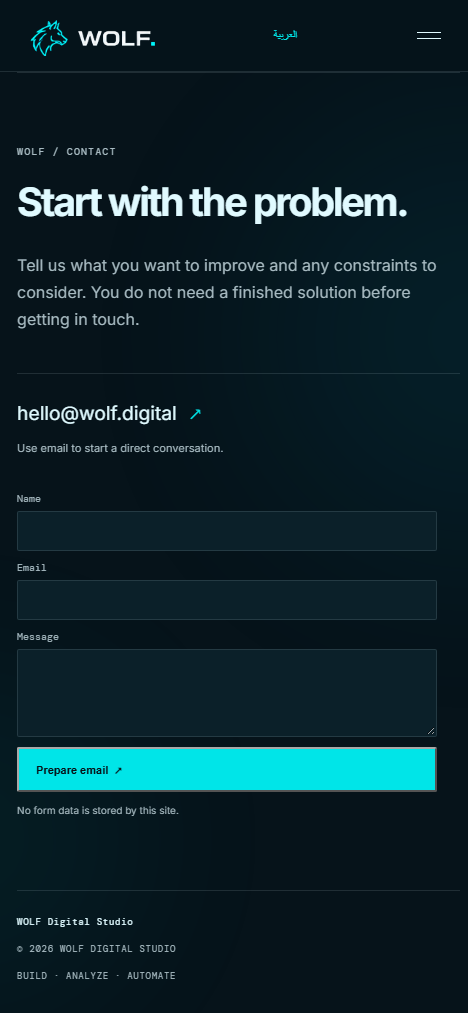 WOLF.
العربية
WOLF / CONTACT
Start with the problem.
Tell us what you want to improve and any constraints to
consider. You do not need a finished solution before
getting in touch.
hello@wolf.digital ↗
Use email to start a direct conversation.
Name
Email
Message
Prepare email ↗
No form data is stored by this site.
WOLF Digital Studio
© 2026 WOLF DIGITAL STUDIO
BUILD · ANALYZE · AUTOMATE